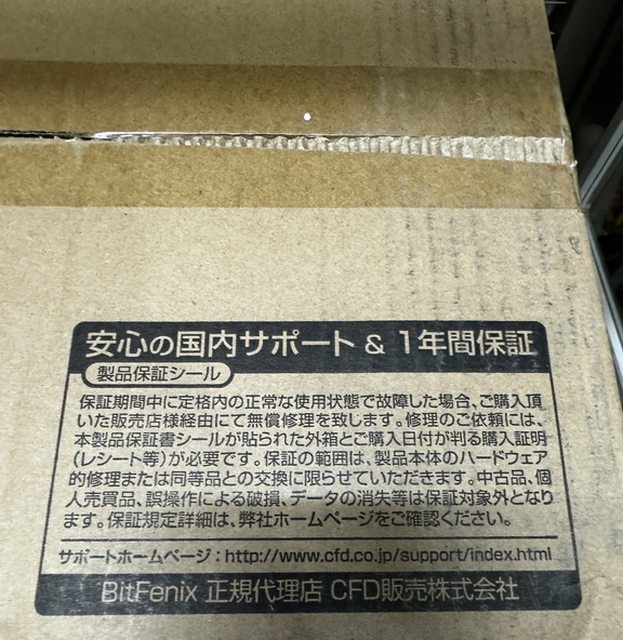 安心の国内サポート & 1年間保証
製品保証シール
保証期間中に定格内の正常な使用状態で故障した場合、ご購入頂
いた販売店様経由にて無償修理を致します。修理のご依頼には、
本製品保証書シールが貼られた外箱とご購入日付が判る購入証明
(レシート等)が必要です。保証の範囲は、製品本体のハードウェア
的修理または同等品との交換に限らせていただきます。中古品、個
人売買品、誤操作による破損、データの消失等は保証対象外となり
ます。保証規定詳細は、弊社ホームページをご確認ください。
サポートホームページ：http://www.cfd.co.jp/support/index.html
BitFenix 正規代理店 CFD販売株式会社